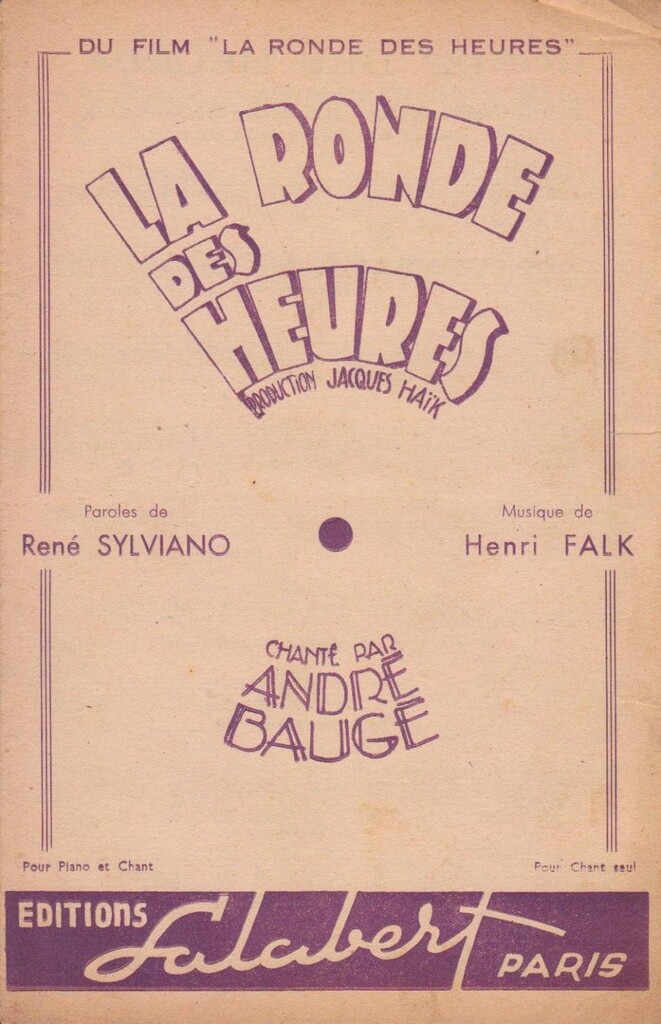 DU FILM "LA RONDE DES HEURES"
LA RONDE
DES
HEURES
PRODUCTION JACQUES HAÏK
Paroles de
René SYLVIANO
Musique de
Henri FALK
CHANTÉ PAR
ANDRÉ
BAUGÉ
Pour Piano et Chant
Pour Chant seul
EDITIONS Salabert PARIS